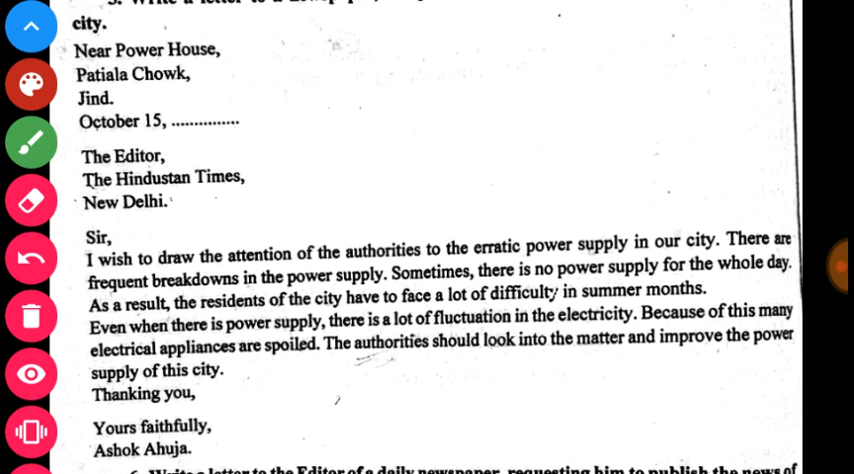 city.
Near Power House,
Patiala Chowk,
Jind.
October 15, ...............
The Editor,
The Hindustan Times,
New Delhi.
Sir,
I wish to draw the attention of the authorities to the erratic power supply in our city. There are
frequent breakdowns in the power supply. Sometimes, there is no power supply for the whole day.
As a result, the residents of the city have to face a lot of difficulty in summer months.
Even when there is power supply, there is a lot of fluctuation in the electricity. Because of this many
electrical appliances are spoiled. The authorities should look into the matter and improve the power
supply of this city.
Thanking you,
Yours faithfully,
Ashok Ahuja.
to the Editor of a daily newspaper, requesting him to publish the news of